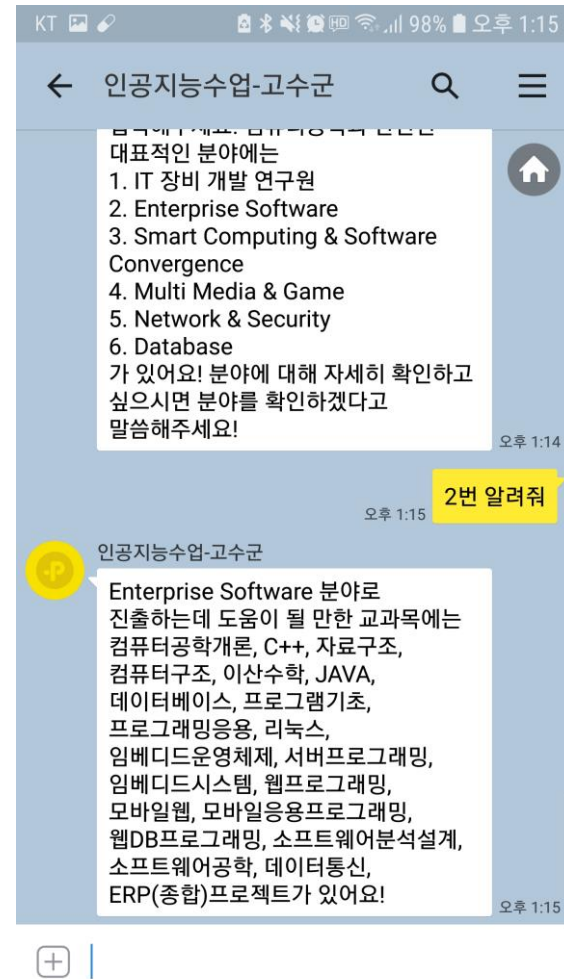 KT 98% 오후 1:15
인공지능수업-고수군
대표적인 분야에는
1. IT 장비 개발 연구원
2. Enterprise Software
3. Smart Computing & Software
Convergence
4. Multi Media & Game
5. Network & Security
6. Database
가 있어요! 분야에 대해 자세히 확인하고
싶으시면 분야를 확인하겠다고
말씀해주세요!
오후 1:14
2번 알려줘
오후 1:15
인공지능수업-고수군
Enterprise Software 분야로
진출하는데 도움이 될 만한 교과목에는
컴퓨터공학개론, C++, 자료구조,
컴퓨터구조, 이산수학, JAVA,
데이터베이스, 프로그램기초,
프로그래밍응용, 리눅스,
임베디드운영체제, 서버프로그래밍,
임베디드시스템, 웹프로그래밍,
모바일웹, 모바일응용프로그래밍,
웹DB프로그래밍, 소프트웨어분석설계,
소프트웨어공학, 데이터통신,
ERP(종합)프로젝트가 있어요!
오후 1:15